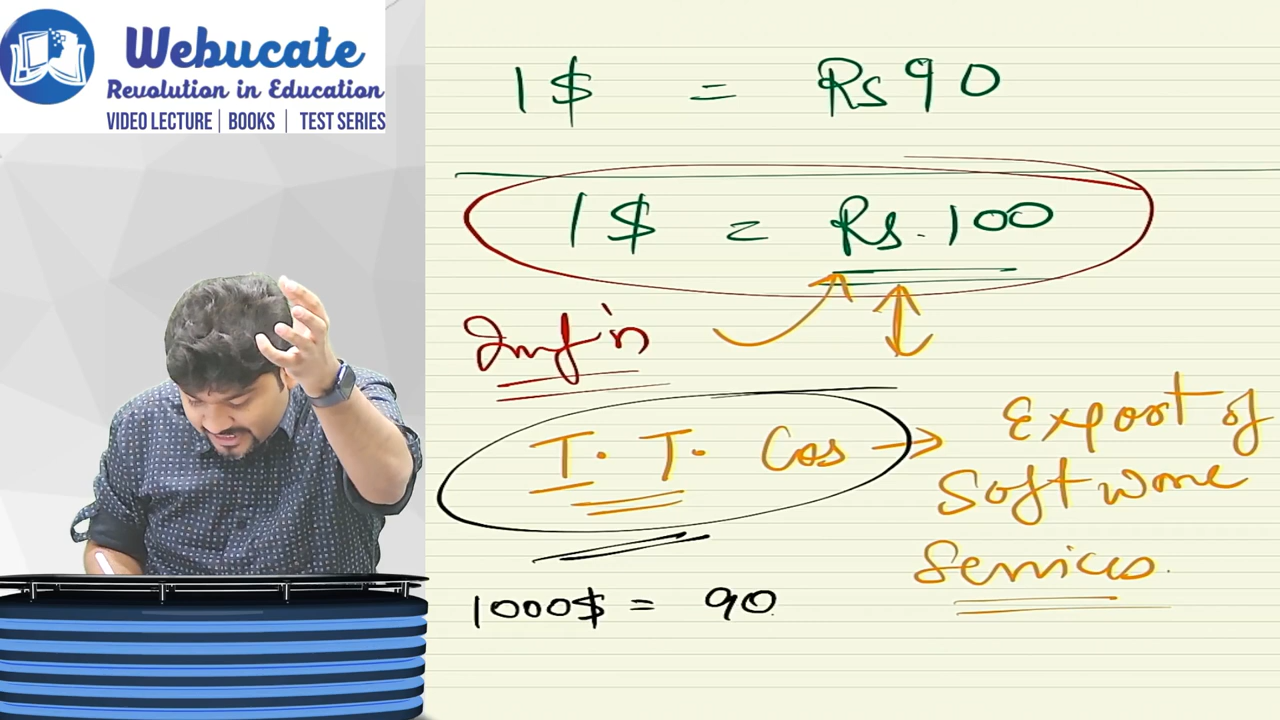 Webucate
Revolution in Education
VIDEO LECTURE | BOOKS | TEST SERIES
1$ = Rs 90
1$ = Rs. 100
Inf'n
I. T. Cos → Export of
Software
Services.
1000$ = 90